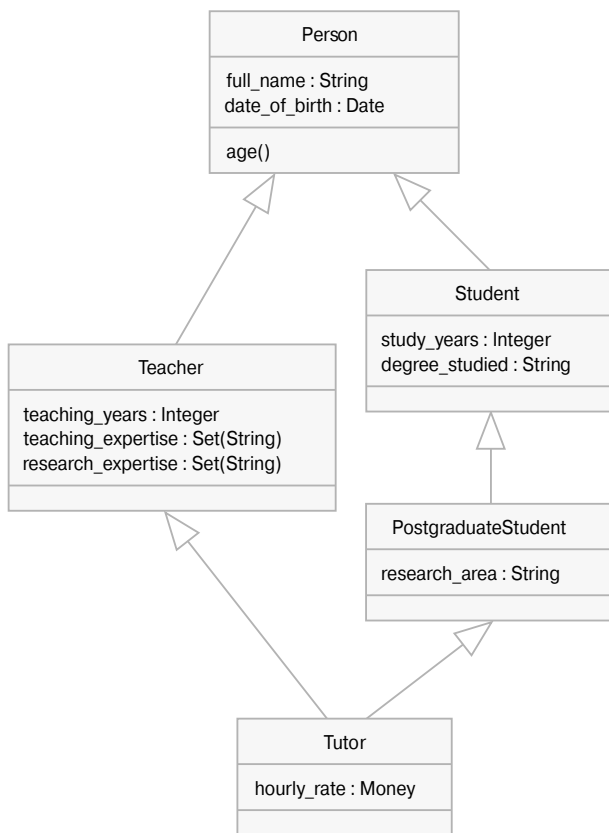 Person
full_name : String
date_of_birth : Date
age()
Student
study_years : Integer
degree_studied : String
Teacher
teaching_years : Integer
teaching_expertise : Set(String)
research_expertise : Set(String)
PostgraduateStudent
research_area : String
Tutor
hourly_rate : Money